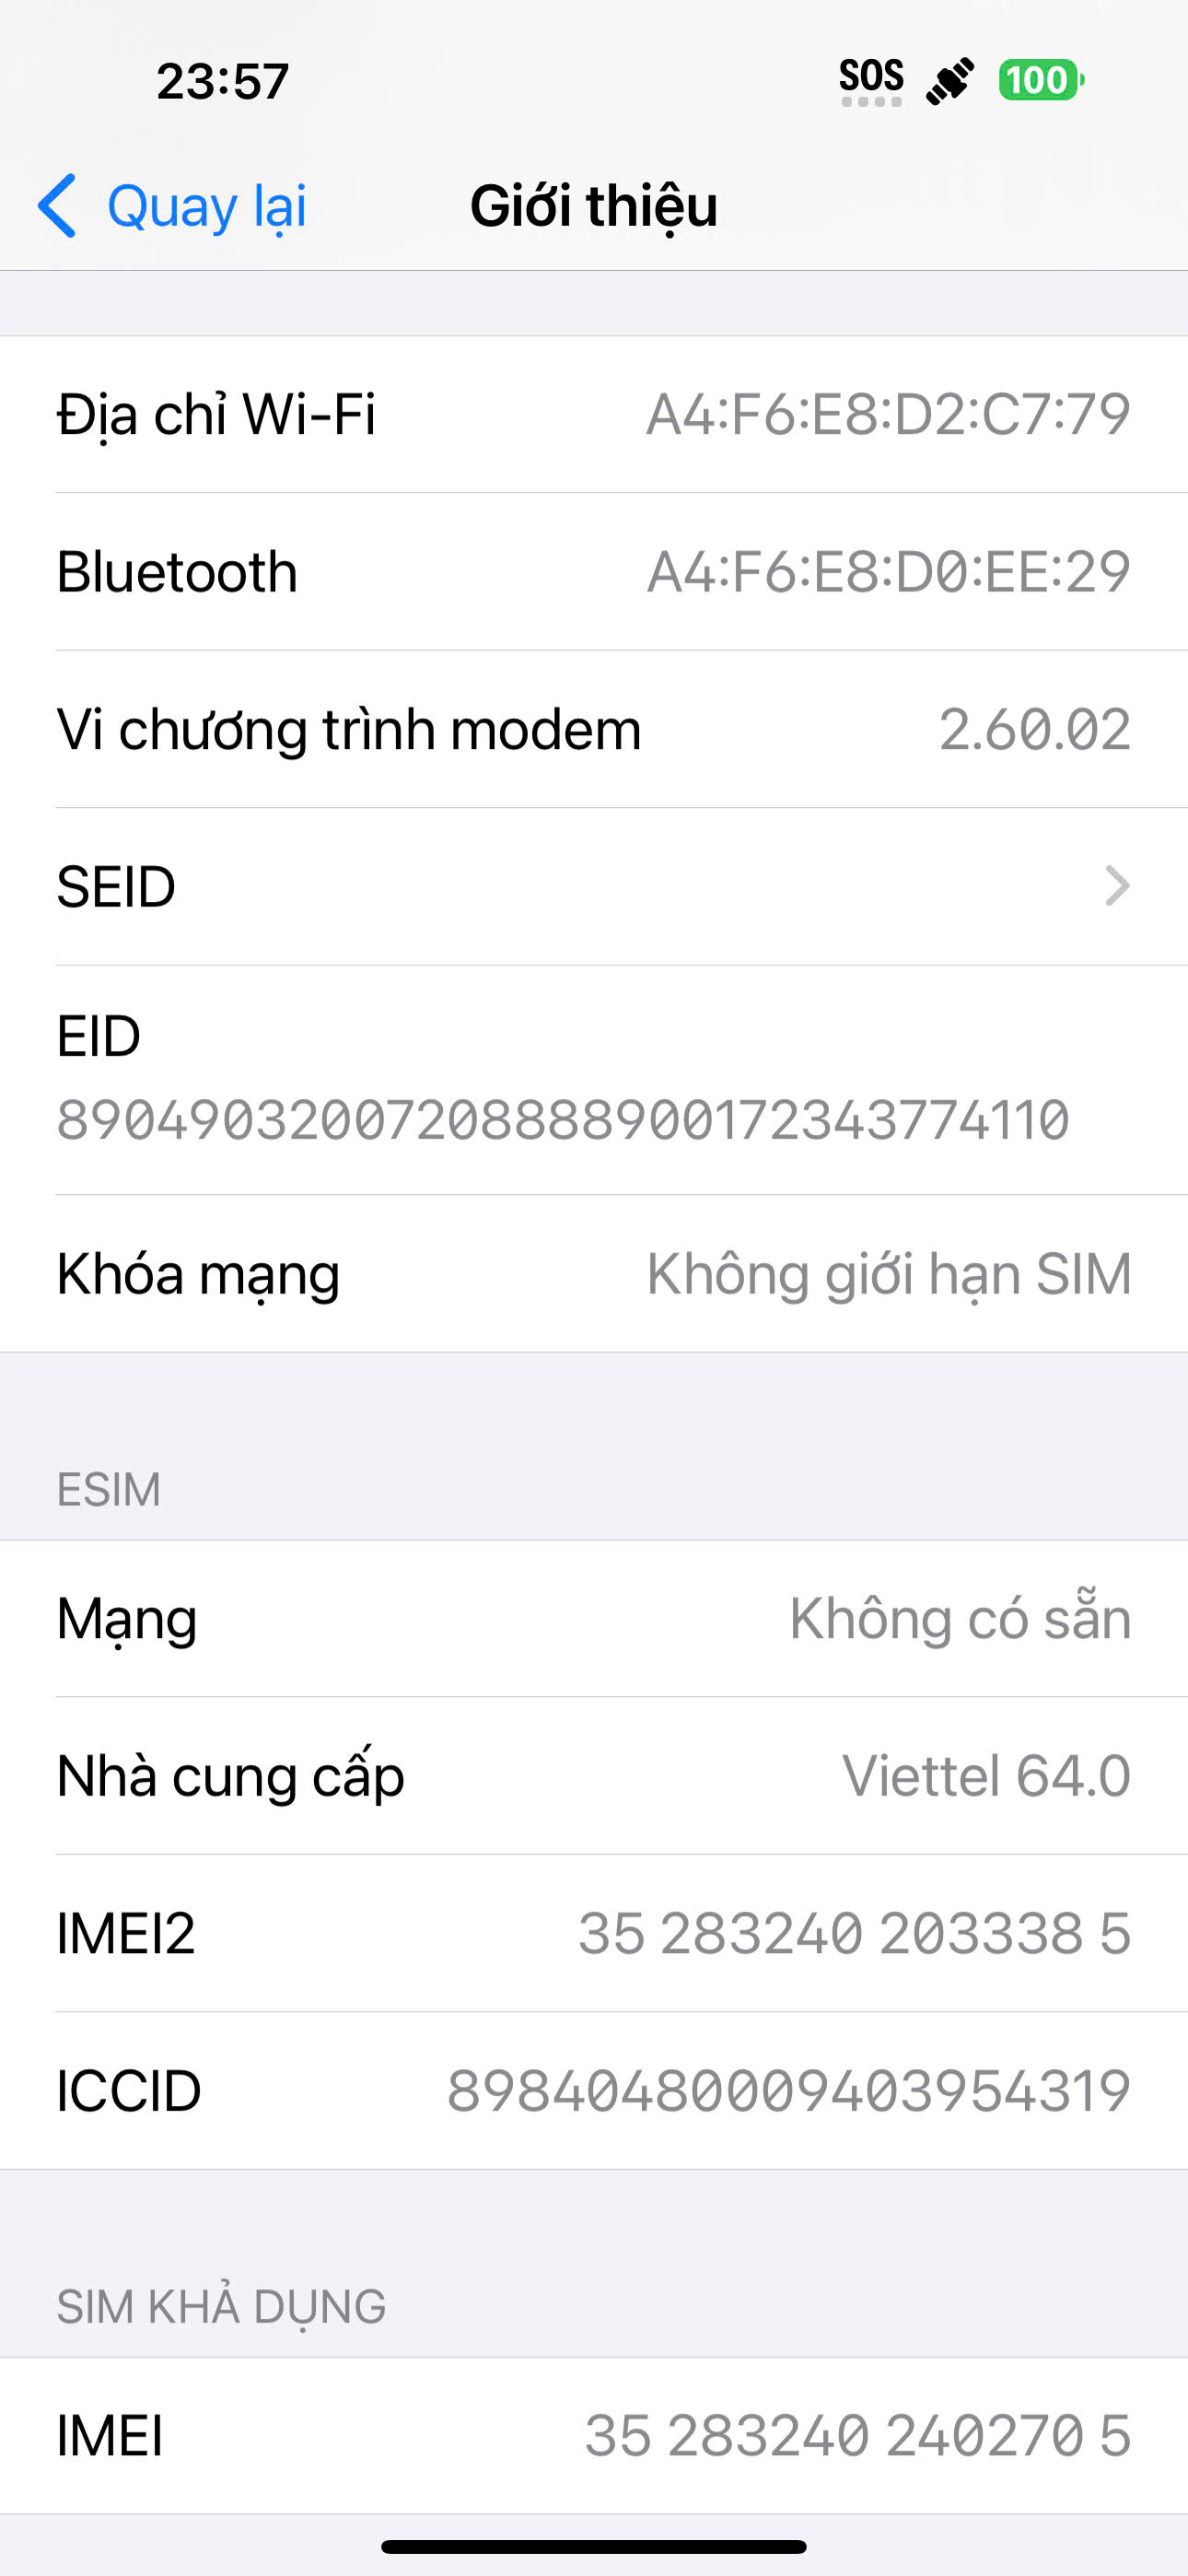 23:57
SOS
100
Quay lại
Giới thiệu
Địa chỉ Wi-Fi
A4:F6:E8:D2:C7:79
Bluetooth
A4:F6:E8:D0:EE:29
Vi chương trình modem
2.60.02
SEID
EID
89049032007208888900172343774110
Khóa mạng
Không giới hạn SIM
ESIM
Mạng
Không có sẵn
Nhà cung cấp
Viettel 64.0
IMEI2
35 283240 203338 5
ICCID
89840480009403954319
SIM KHẢ DỤNG
IMEI
35 283240 240270 5